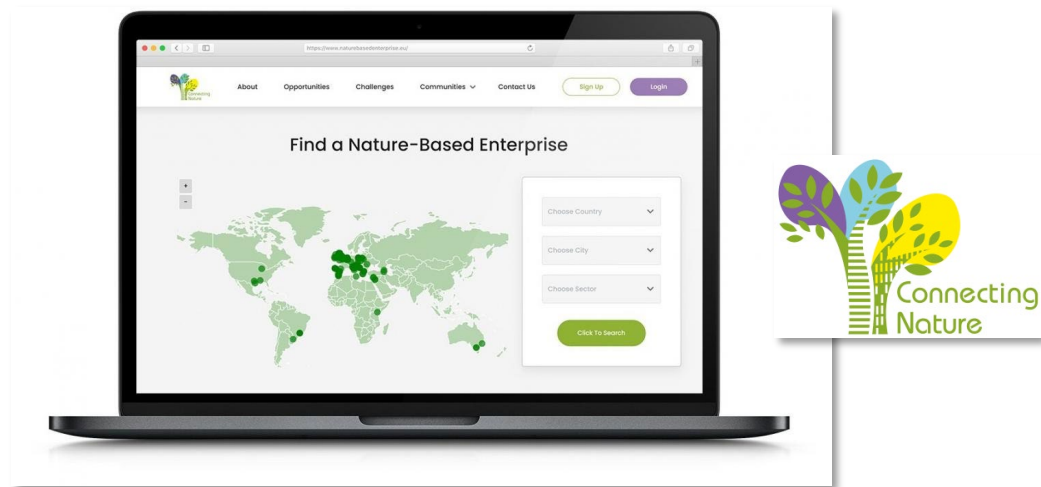 https://www.naturebasedenterprise.eu/
Connecting
Nature
About
Opportunities
Challenges
Communities
Contact Us
Sign Up
Login
Find a Nature-Based Enterprise
+
-
Choose Country
Choose City
Choose Sector
Click To Search
Connecting
Nature